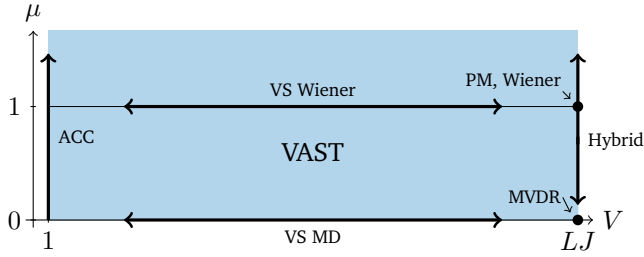 μ
PM, Wiener
VS Wiener
1
ACC
Hybrid
VAST
MVDR
0
V
1
VS MD
LJ